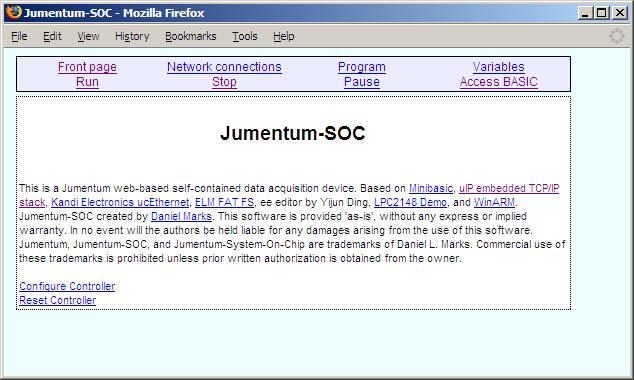 Jumentum-SOC - Mozilla Firefox
File Edit View History Bookmarks Tools Help
Front page Network connections Program Variables
Run Stop Pause Access BASIC
Jumentum-SOC
This is a Jumentum web-based self-contained data acquisition device. Based on Minibasic, uIP embedded TCP/IP
stack, Kandi Electronics ucEthernet, ELM FAT FS, ee editor by Yijun Ding, LPC2148 Demo, and WinARM.
Jumentum-SOC created by Daniel Marks. This software is provided 'as-is', without any express or implied
warranty. In no event will the authors be held liable for any damages arising from the use of this software.
Jumentum, Jumentum-SOC, and Jumentum-System-On-Chip are trademarks of Daniel L. Marks. Commercial use of
these trademarks is prohibited unless prior written authorization is obtained from the owner.
Configure Controller
Reset Controller